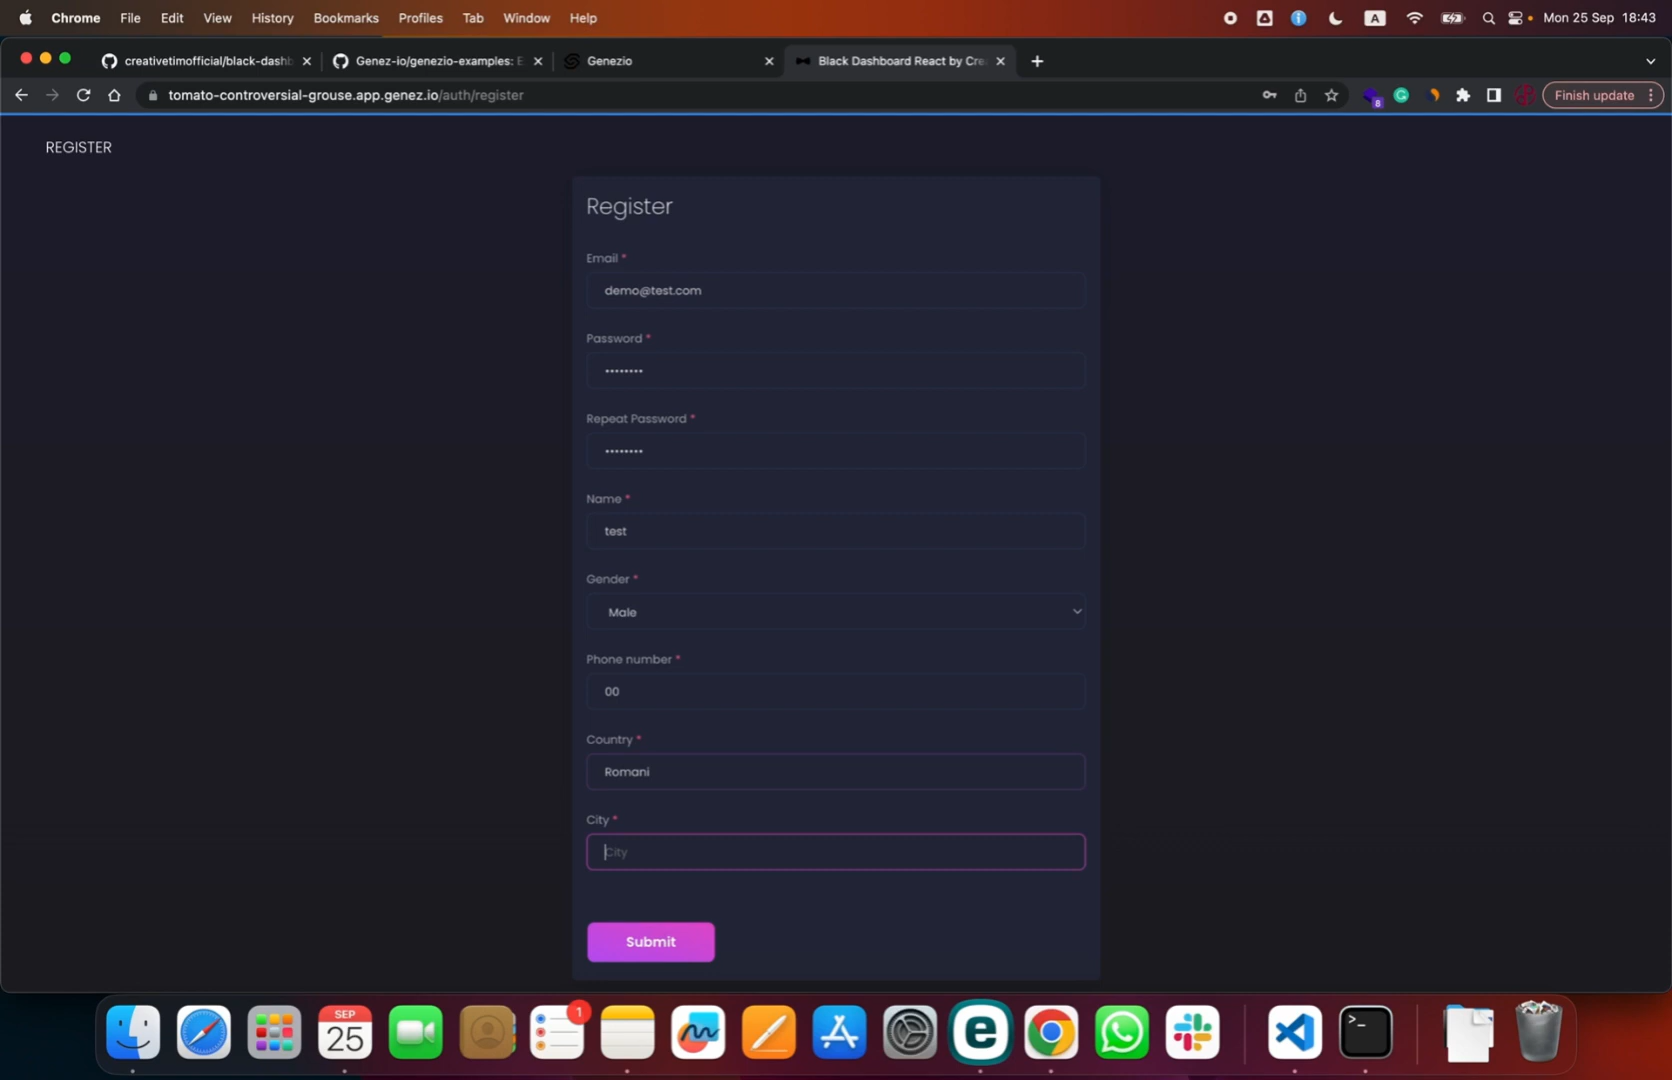 Chrome File Edit View History Bookmarks Profiles Tab Window Help A Mon 25 Sep 18:43
creativetimofficial/black-dashb Genez-io/genezio-examples: E Genezio Black Dashboard React by Cre
tomato-controversial-grouse.app.genez.io/auth/register 8 Finish update
REGISTER
Register
Email *
demo@test.com
Password *
••••••••
Repeat Password *
••••••••
Name *
test
Gender *
Male
Phone number *
00
Country *
Romani
City *
City
Submit
SEP
25
1